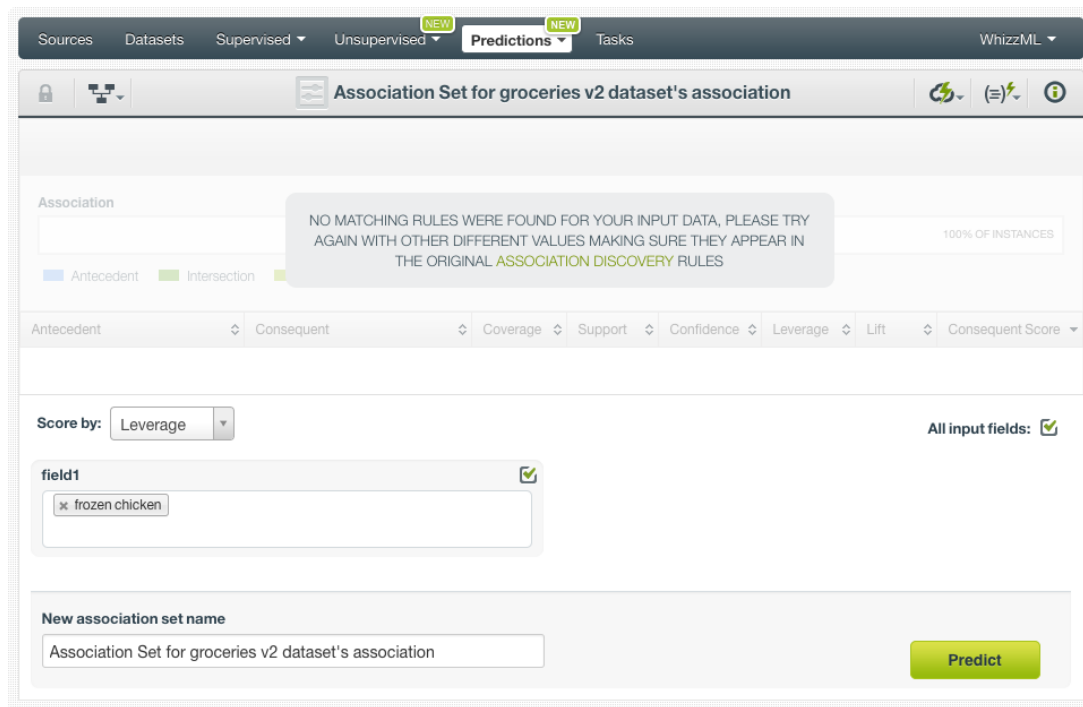 NEW NEW
Sources Datasets Supervised Unsupervised Predictions Tasks WhizzML
Association Set for groceries v2 dataset's association
Association
NO MATCHING RULES WERE FOUND FOR YOUR INPUT DATA, PLEASE TRY
AGAIN WITH OTHER DIFFERENT VALUES MAKING SURE THEY APPEAR IN
THE ORIGINAL ASSOCIATION DISCOVERY RULES
100% OF INSTANCES
Antecedent Intersection
Antecedent Consequent Coverage Support Confidence Leverage Lift Consequent Score
Score by: Leverage All input fields:
field1
frozen chicken
New association set name
Association Set for groceries v2 dataset's association
Predict